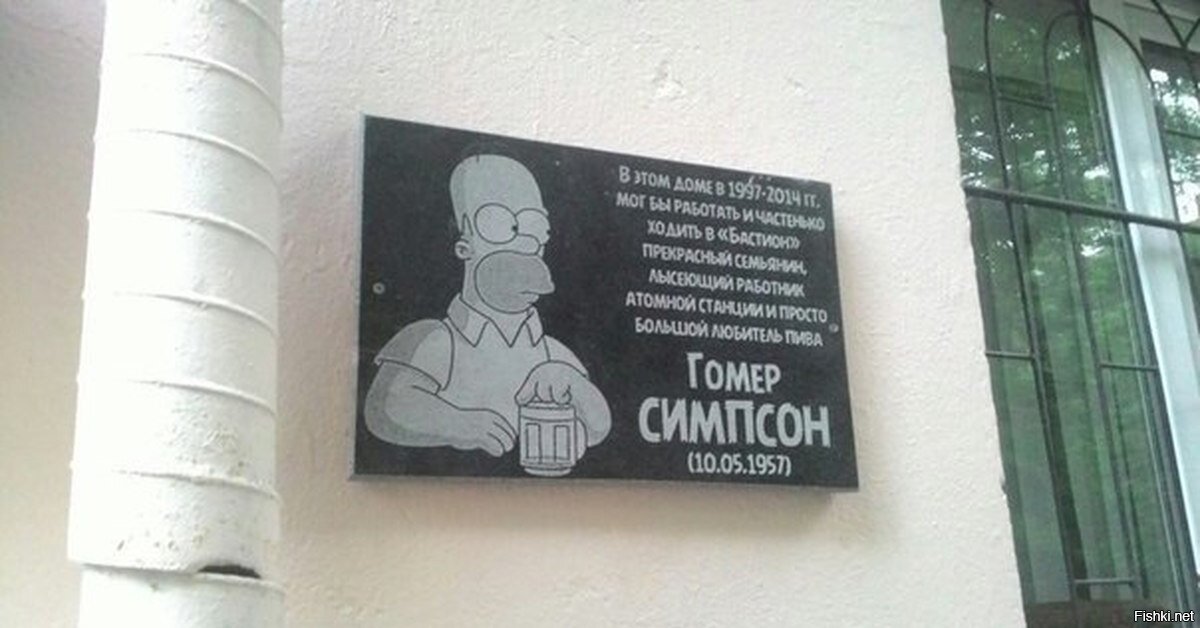 В этом доме в 1997-2014 гг.
мог бы работать и частенько
ходить в «Бастион»
прекрасный семьянин,
лысеющий работник
атомной станции и просто
большой любитель пива
Гомер
СИМПСОН
(10.05.1957)
Fishki.net